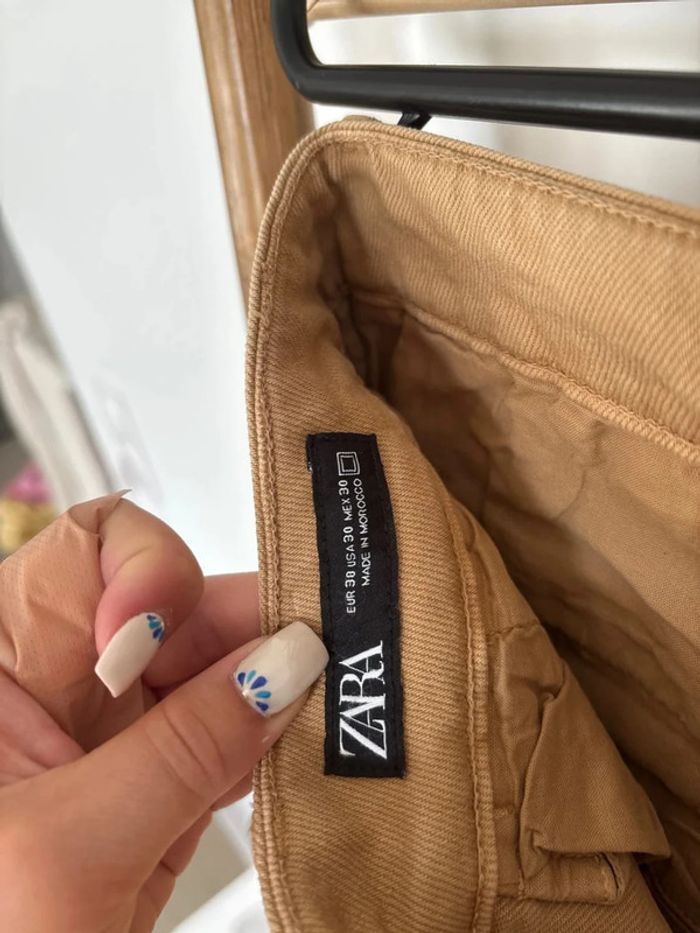 ZARA
EUR 38 USA 30 MEX 30
MADE IN MOROCCO